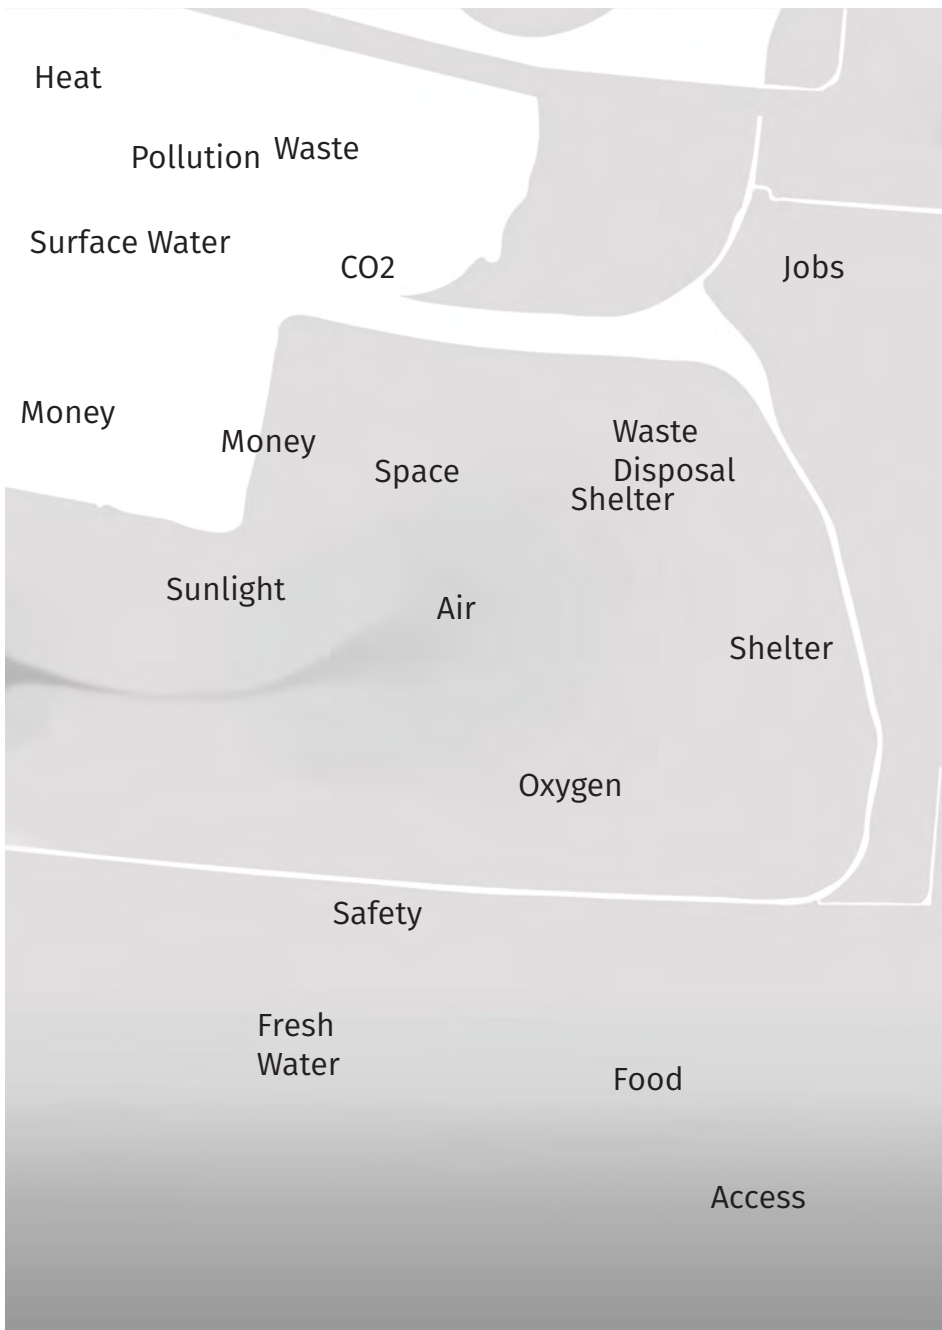 Heat
Pollution
Waste
Surface Water
CO2
Jobs
Money
Money
Space
Waste
Disposal
Shelter
Sunlight
Air
Shelter
Oxygen
Safety
Fresh
Water
Food
Access